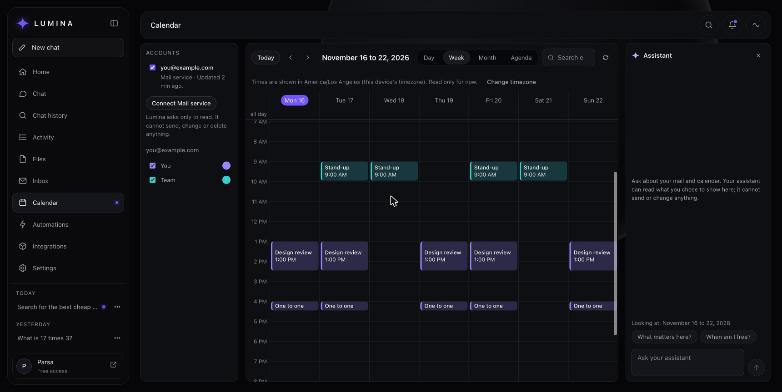 LUMINA
New chat
Home
Chat
Chat history
Activity
Files
Inbox
Calendar
Automations
Integrations
Settings
TODAY
Search for the best cheap ...
YESTERDAY
What is 17 times 3?
P
Parsa
Free access
Calendar
ACCOUNTS
you@example.com
Mail service · Updated 2
min ago.
Connect Mail service
Lumina asks only to read. It
cannot send, change or delete
anything.
you@example.com
You
Team
Today
November 16 to 22, 2026
Day
Week
Month
Agenda
Search e
Times are shown in America/Los Angeles (this device's timezone). Read only for now.
Change timezone
Mon 16
Tue 17
Wed 18
Thu 19
Fri 20
Sat 21
Sun 22
all day
7 AM
8 AM
9 AM
Stand-up
9:00 AM
Stand-up
9:00 AM
Stand-up
9:00 AM
Stand-up
9:00 AM
10 AM
11 AM
12 PM
1 PM
Design review
1:00 PM
Design review
1:00 PM
Design review
1:00 PM
Design review
1:00 PM
Design review
1:00 PM
2 PM
3 PM
4 PM
One to one
One to one
One to one
One to one
One to one
5 PM
6 PM
7 PM
8 PM
Assistant
Ask about your mail and calendar. Your assistant
can read what you choose to show here; it cannot
send or change anything.
Looking at: November 16 to 22, 2026
What matters here?
When am I free?
Ask your assistant